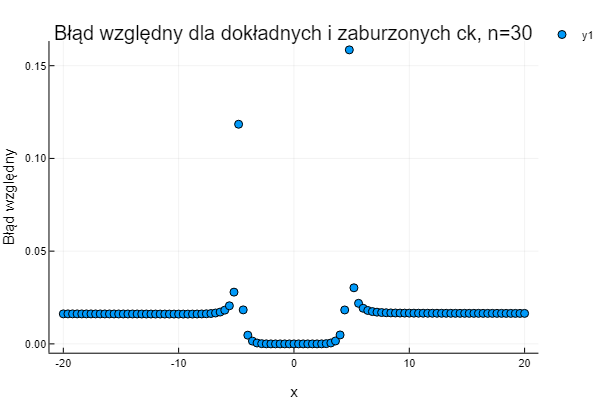 Błąd względny dla dokładnych i zaburzonych ck, n=30
y1
0.15
0.10
0.05
0.00
Błąd względny
-20 -10 0 10 20
x